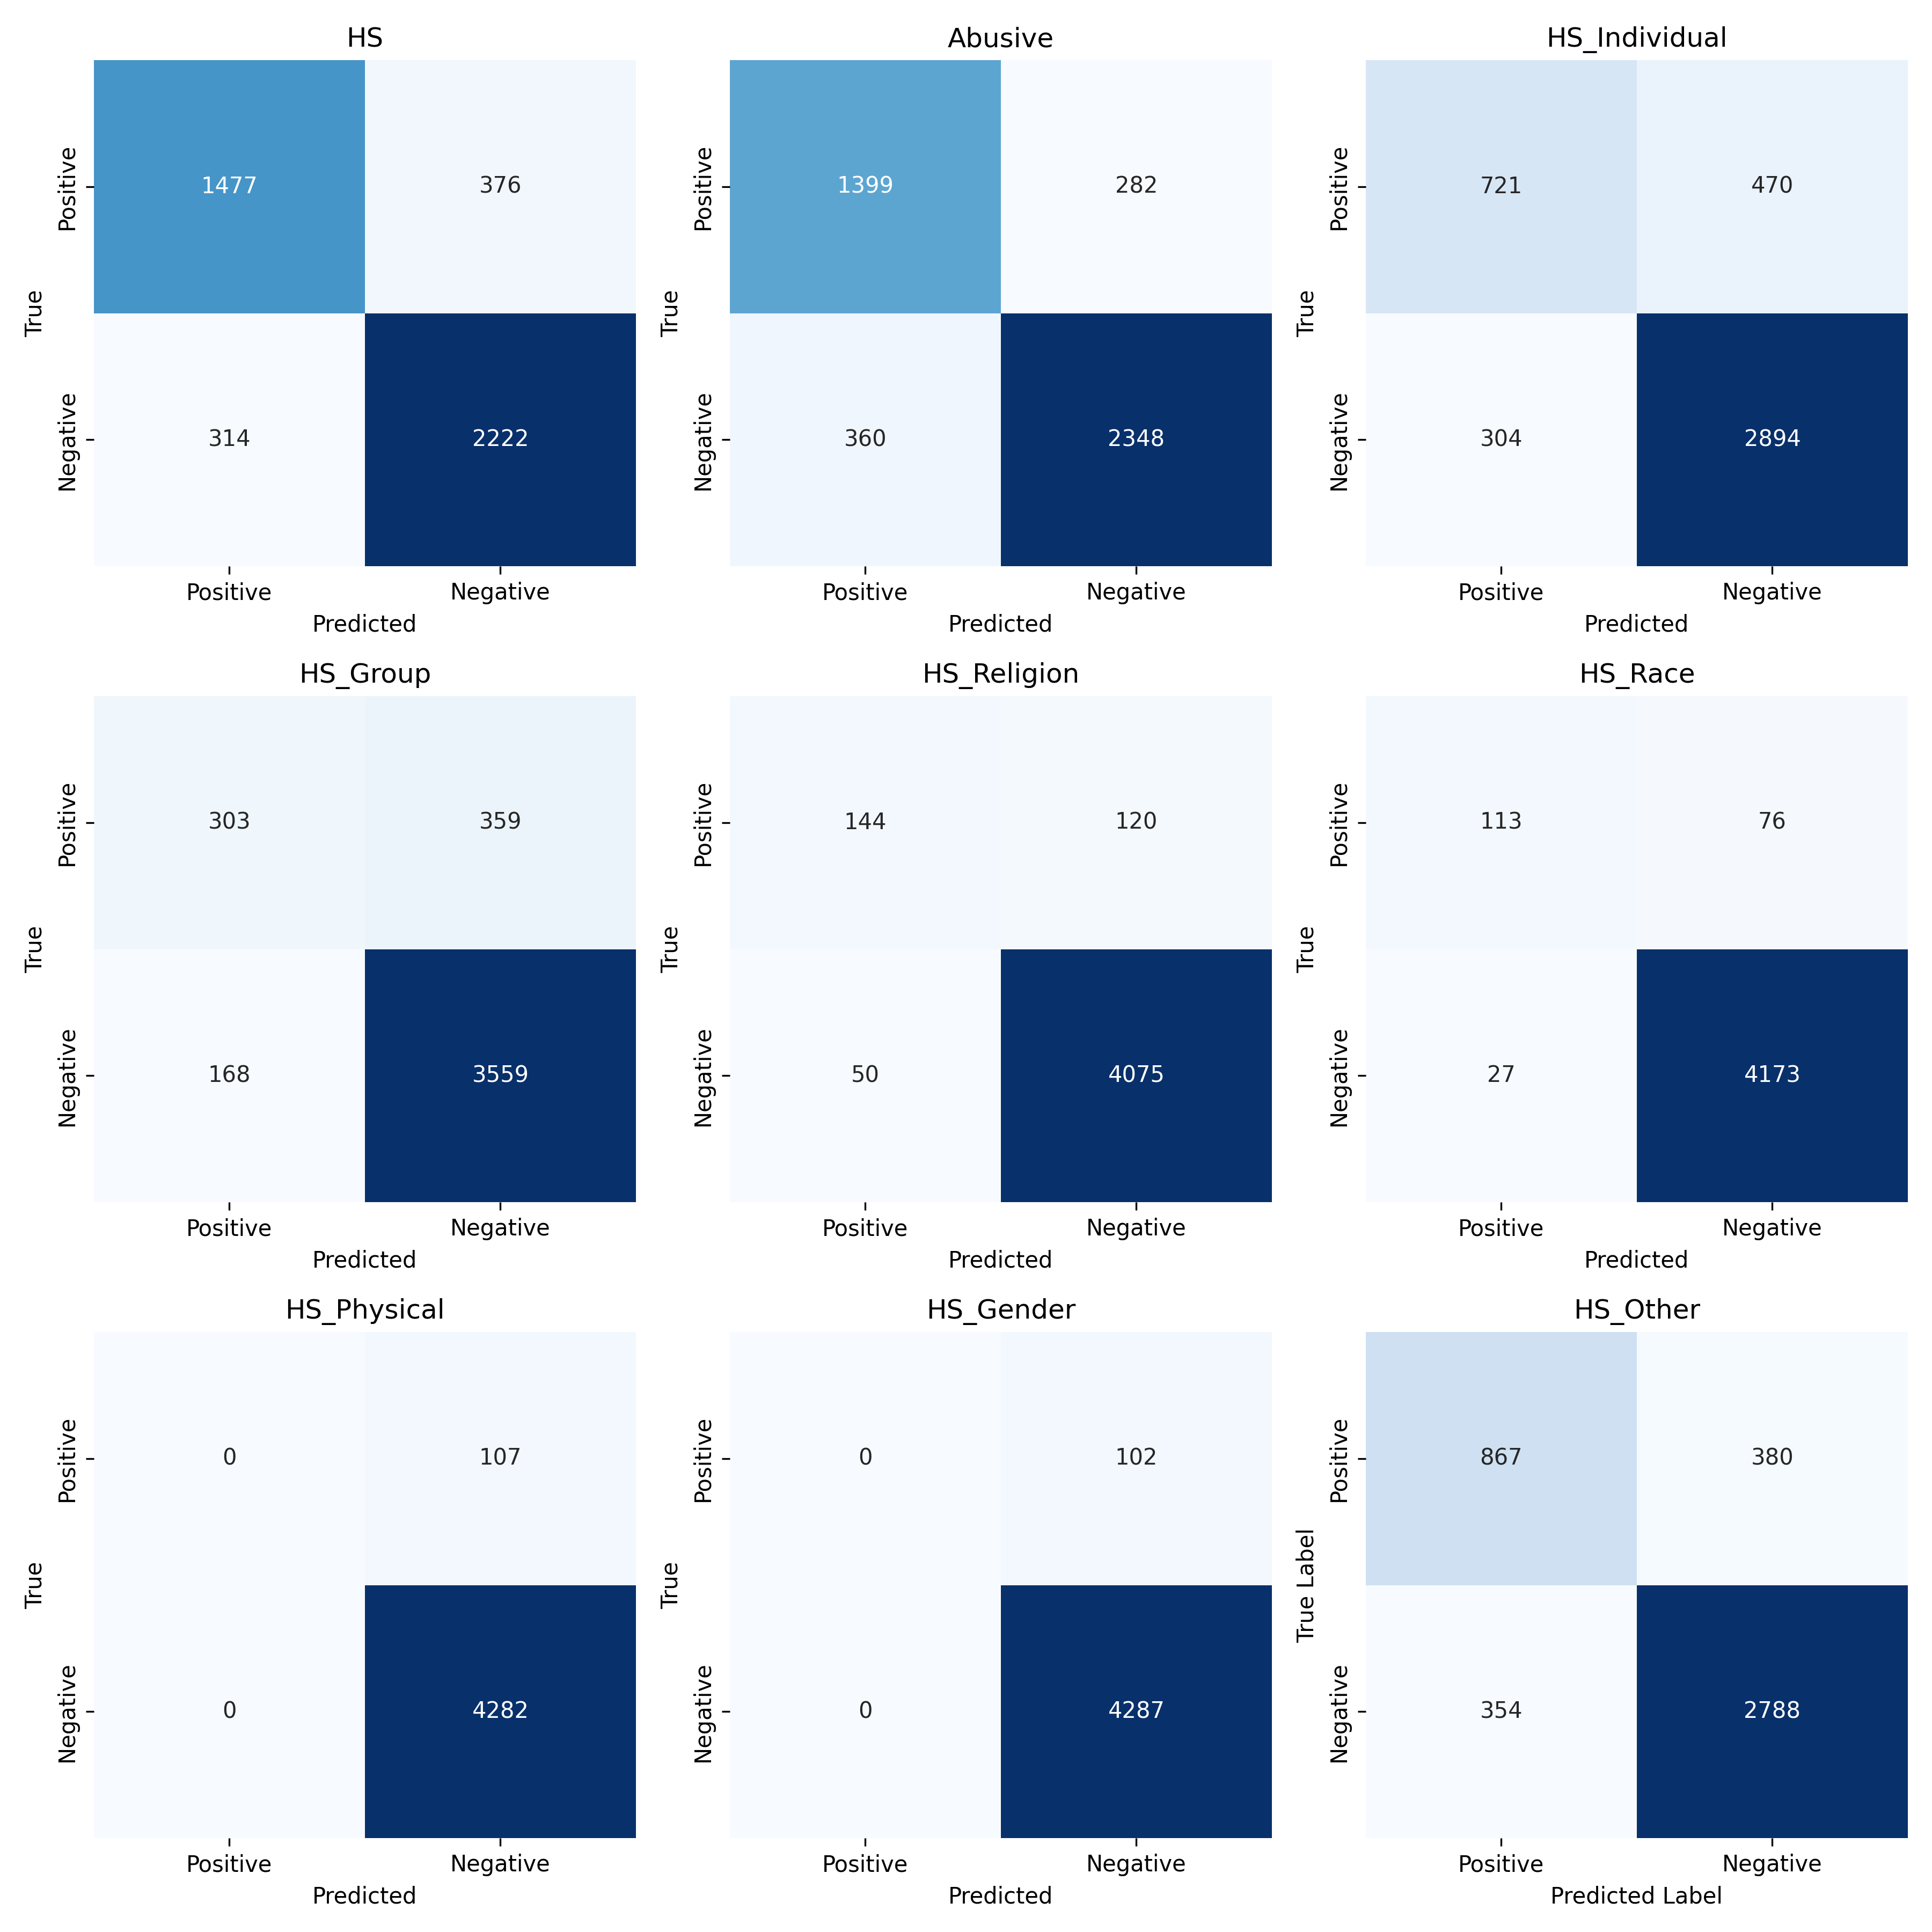 HS
Abusive
HS_Individual
True
Positive
1477
376
Negative
314
2222
Positive
Negative
Predicted
True
Positive
1399
282
Negative
360
2348
Positive
Negative
Predicted
True
Positive
721
470
Negative
304
2894
Positive
Negative
Predicted
HS_Group
HS_Religion
HS_Race
True
Positive
303
359
Negative
168
3559
Positive
Negative
Predicted
True
Positive
144
120
Negative
50
4075
Positive
Negative
Predicted
True
Positive
113
76
Negative
27
4173
Positive
Negative
Predicted
HS_Physical
HS_Gender
HS_Other
True
Positive
0
107
Negative
0
4282
Positive
Negative
Predicted
True
Positive
0
102
Negative
0
4287
Positive
Negative
Predicted
True Label
Positive
867
380
Negative
354
2788
Positive
Negative
Predicted Label